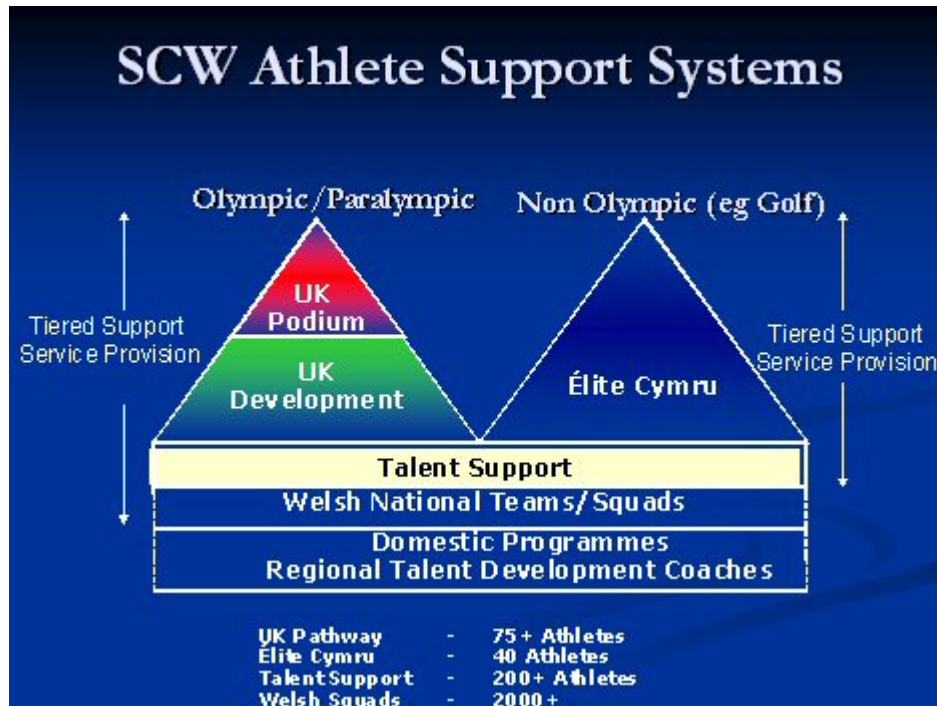 SCW Athlete Support Systems
Olympic/Paralympic
Non Olympic (eg Golf)
Tiered Support
Service Provision
UK
Podium
UK
Development
Élite Cymru
Tiered Support
Service Provision
Talent Support
Welsh National Teams/Squads
Domestic Programmes
Regional Talent Development Coaches
UK Pathway - 75+ Athletes
Élite Cymru - 40 Athletes
Talent Support - 200+ Athletes
Welsh Squads - 2000+